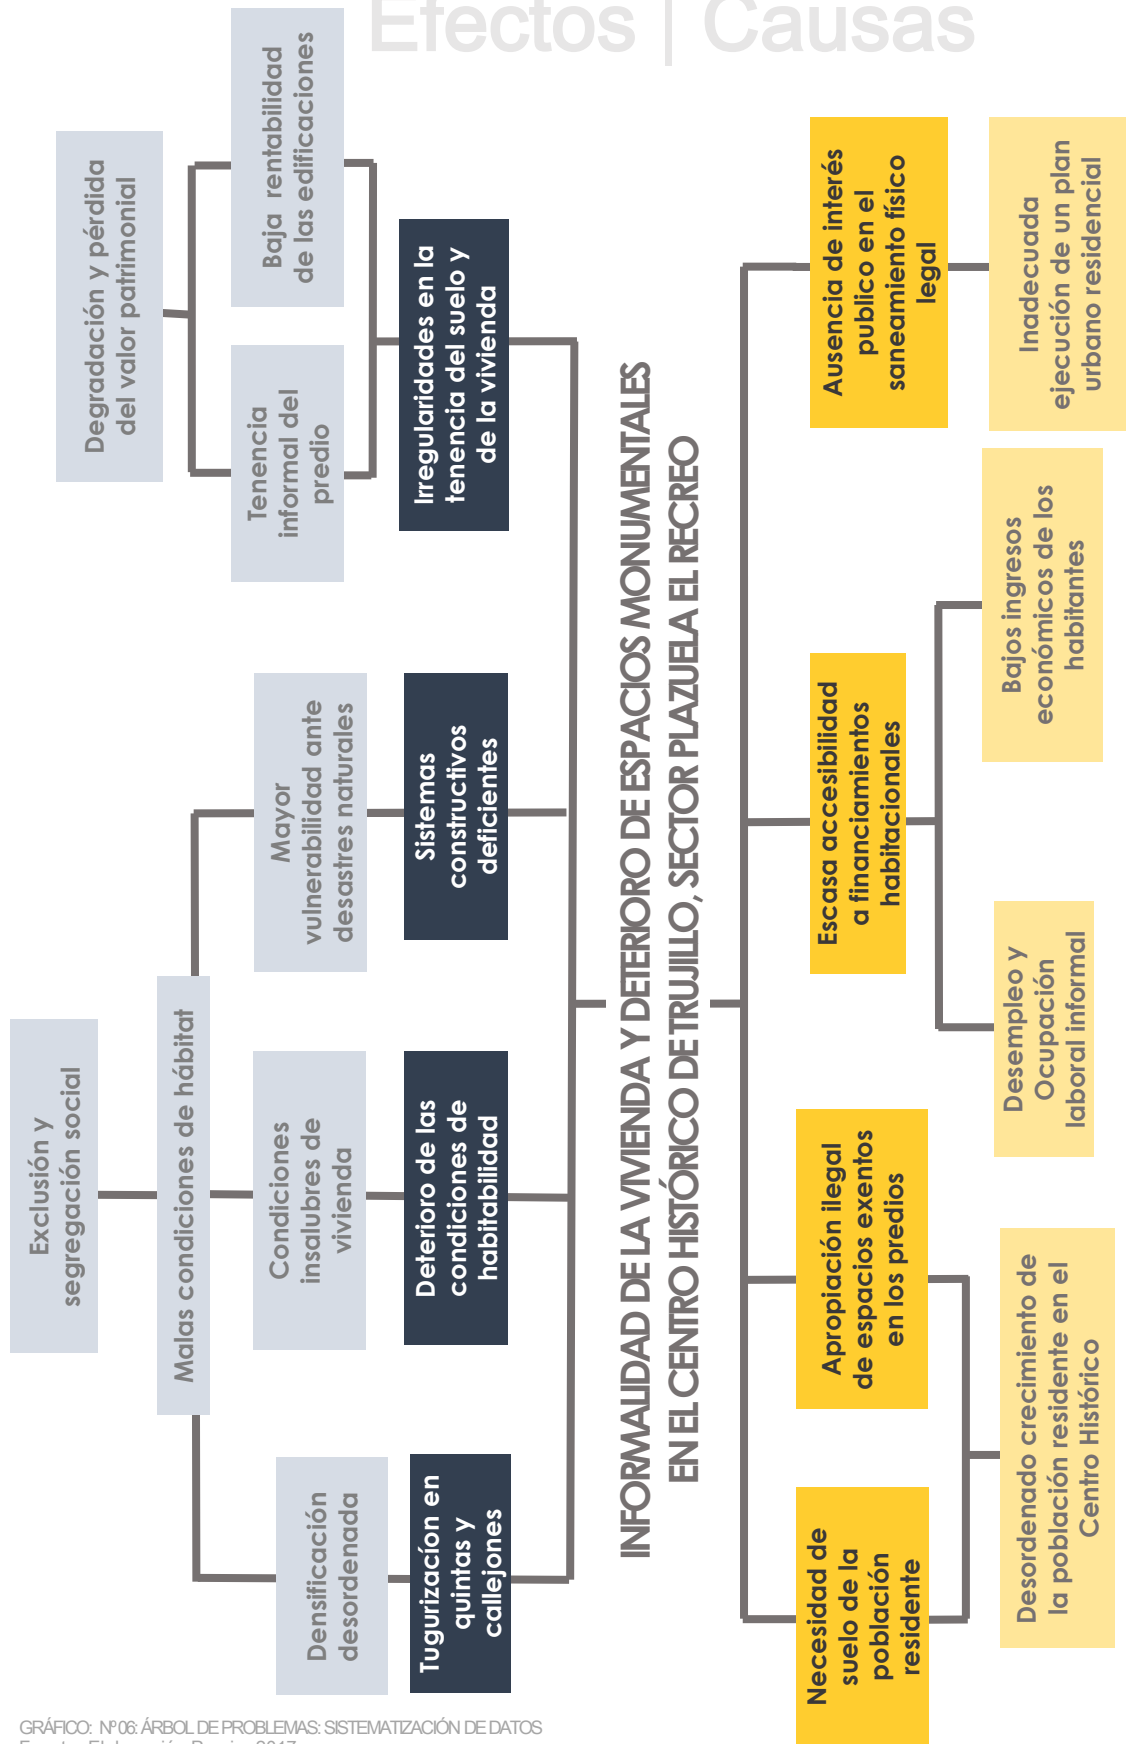 Efectos | Causas
Exclusión y
segregación social
Malas condiciones de hábitat
Degradación y pérdida
del valor patrimonial
Densificación
desordenada
Condiciones
insalubres de
vivienda
Mayor
vulnerabilidad ante
desastres naturales
Tenencia
informal del
predio
Baja rentabilidad
de las edificaciones
Tugurizacíon en
quintas y
callejones
Deterioro de las
condiciones de
habitabilidad
Sistemas
constructivos
deficientes
Irregularidades en la
tenencia del suelo y
de la vivienda
INFORMALIDAD DE LA VIVIENDA Y DETERIORO DE ESPACIOS MONUMENTALES
EN EL CENTRO HISTÓRICO DE TRUJILLO, SECTOR PLAZUELA EL RECREO
Necesidad de
suelo de la
población
residente
Apropiación ilegal
de espacios exentos
en los predios
Escasa accesibilidad
a financiamientos
habitacionales
Ausencia de interés
publico en el
saneamiento físico
legal
Desordenado crecimiento de
la población residente en el
Centro Histórico
Desempleo y
Ocupación
laboral informal
Bajos ingresos
económicos de los
habitantes
Inadecuada
ejecución de un plan
urbano residencial
GRÁFICO: Nº 06: ÁRBOL DE PROBLEMAS: SISTEMATIZACIÓN DE DATOS